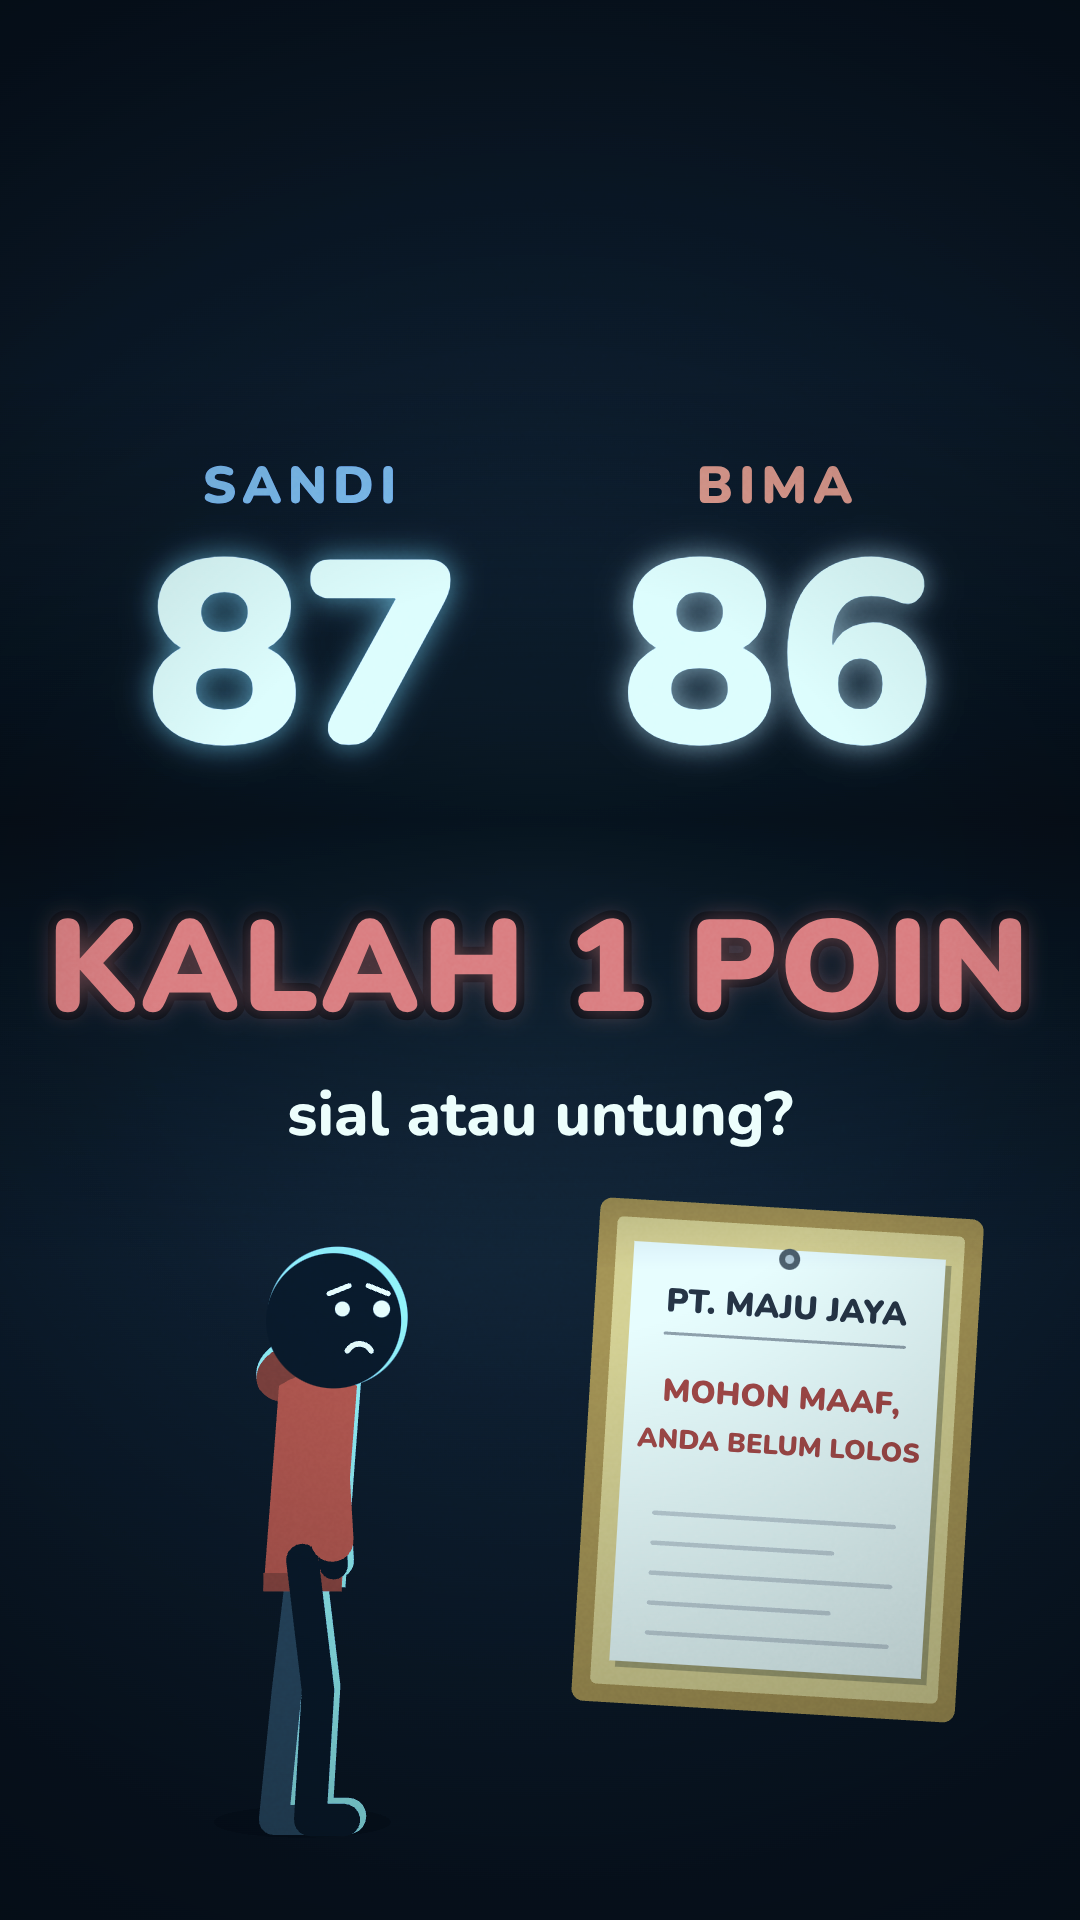 SANDI
BIMA
87
86
KALAH 1 POIN
sial atau untung?
PT. MAJU JAYA
MOHON MAAF,
ANDA BELUM LOLOS